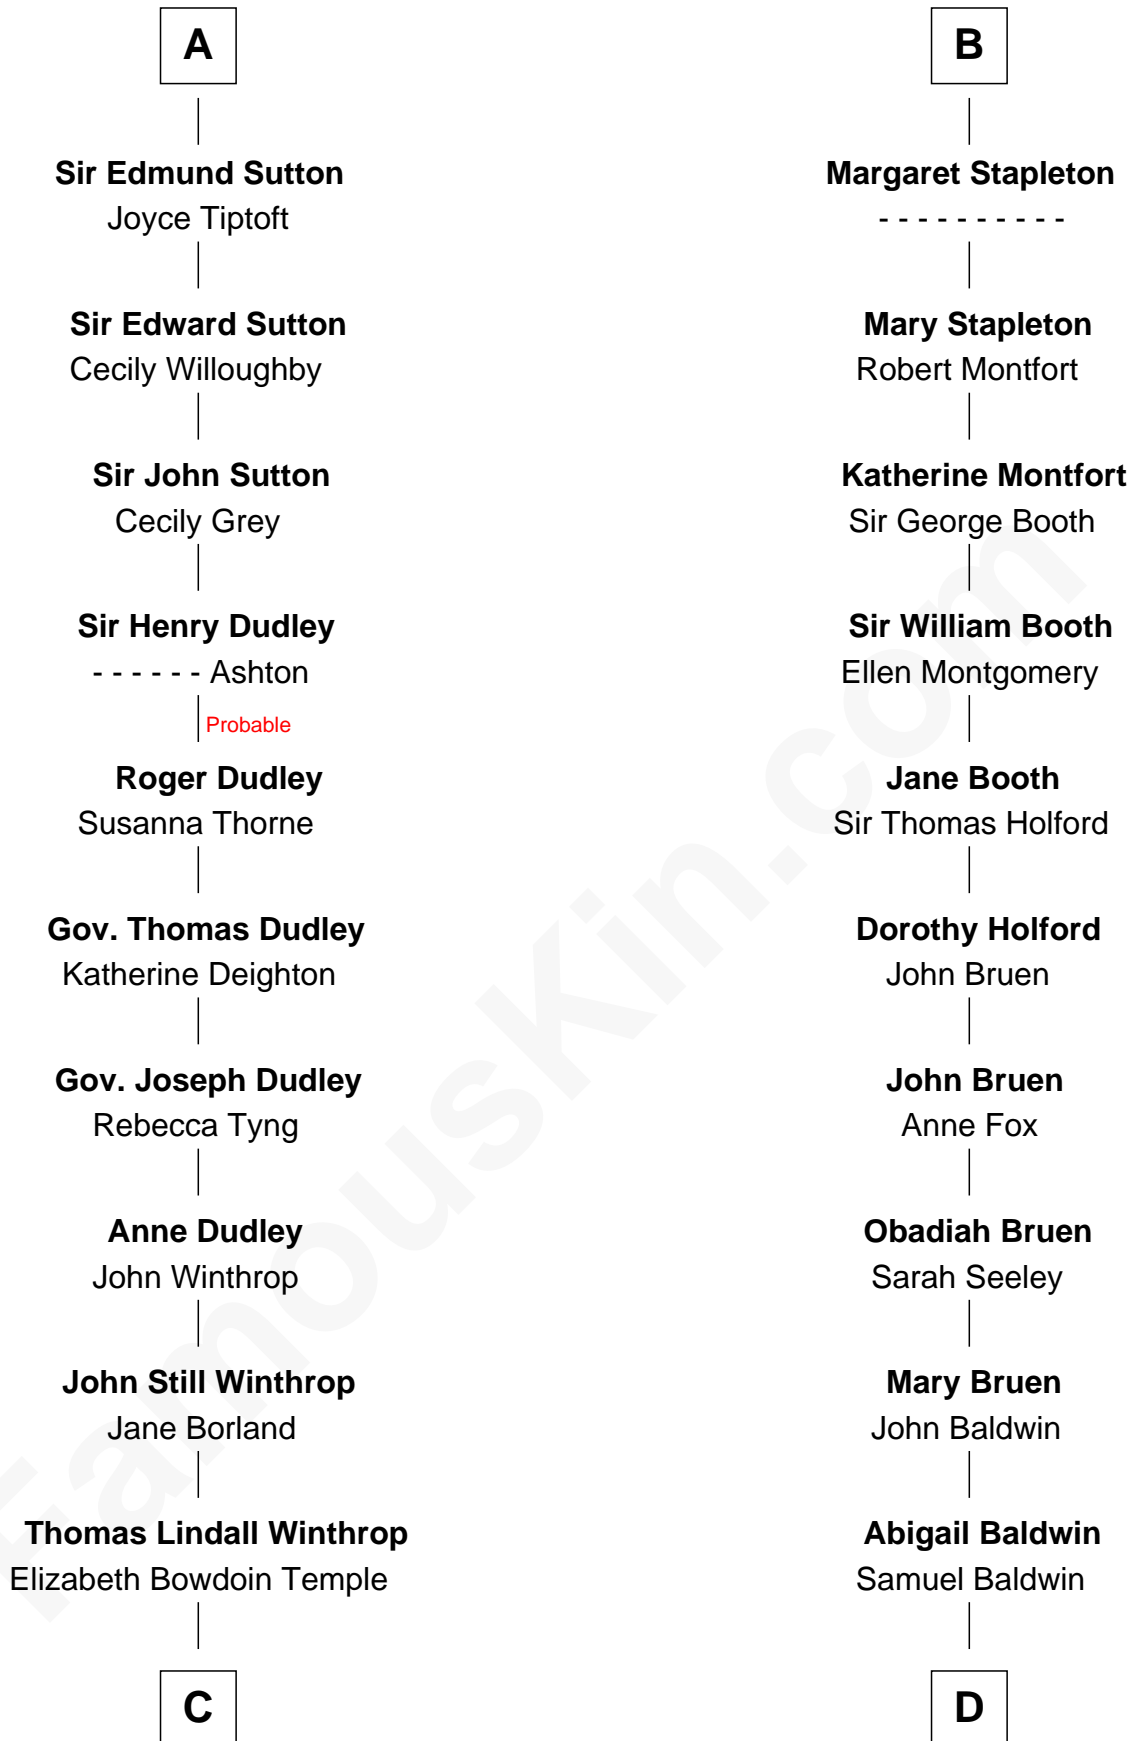 A
Sir Edmund Sutton
Joyce Tiptoft
Sir Edward Sutton
Cecily Willoughby
Sir John Sutton
Cecily Grey
Sir Henry Dudley
- - - - - - Ashton
Probable
Roger Dudley
Susanna Thorne
Gov. Thomas Dudley
Katherine Deighton
Gov. Joseph Dudley
Rebecca Tyng
Anne Dudley
John Winthrop
John Still Winthrop
Jane Borland
Thomas Lindall Winthrop
Elizabeth Bowdoin Temple
C
B
Margaret Stapleton
- - - - - - - - - -
Mary Stapleton
Robert Montfort
Katherine Montfort
Sir George Booth
Sir William Booth
Ellen Montgomery
Jane Booth
Sir Thomas Holford
Dorothy Holford
John Bruen
John Bruen
Anne Fox
Obadiah Bruen
Sarah Seeley
Mary Bruen
John Baldwin
Abigail Baldwin
Samuel Baldwin
D
FamousKin.com